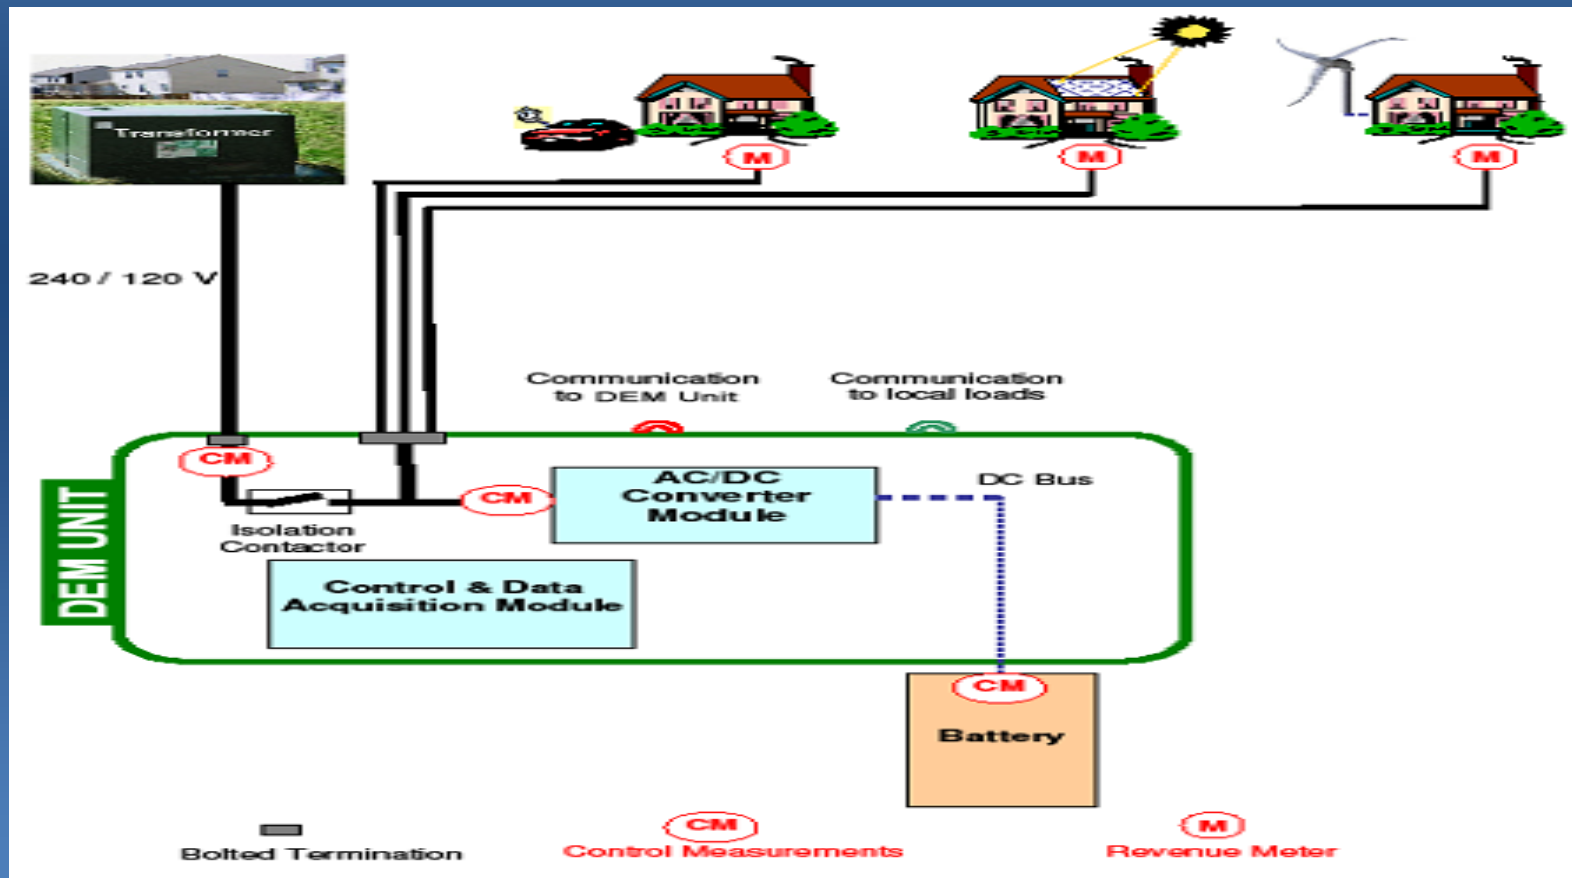 Transformer
M
M
M
240 / 120 V
Communication
to DEM Unit
Communication
to local loads
CM
AC/DC
Converter
Module
DC Bus
CM
Isolation
Contactor
DEM UNIT
Control & Data
Acquisition Module
CM
Battery
CM
M
Bolted Termination
Control Measurements
Revenue Meter